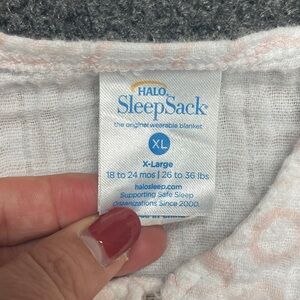 HALO
SleepSack®
the original wearable blanket
XL
X-Large
18 to 24 mos | 26 to 36 lbs
halosleep.com
Supporting Safe Sleep
Organizations Since 2000.